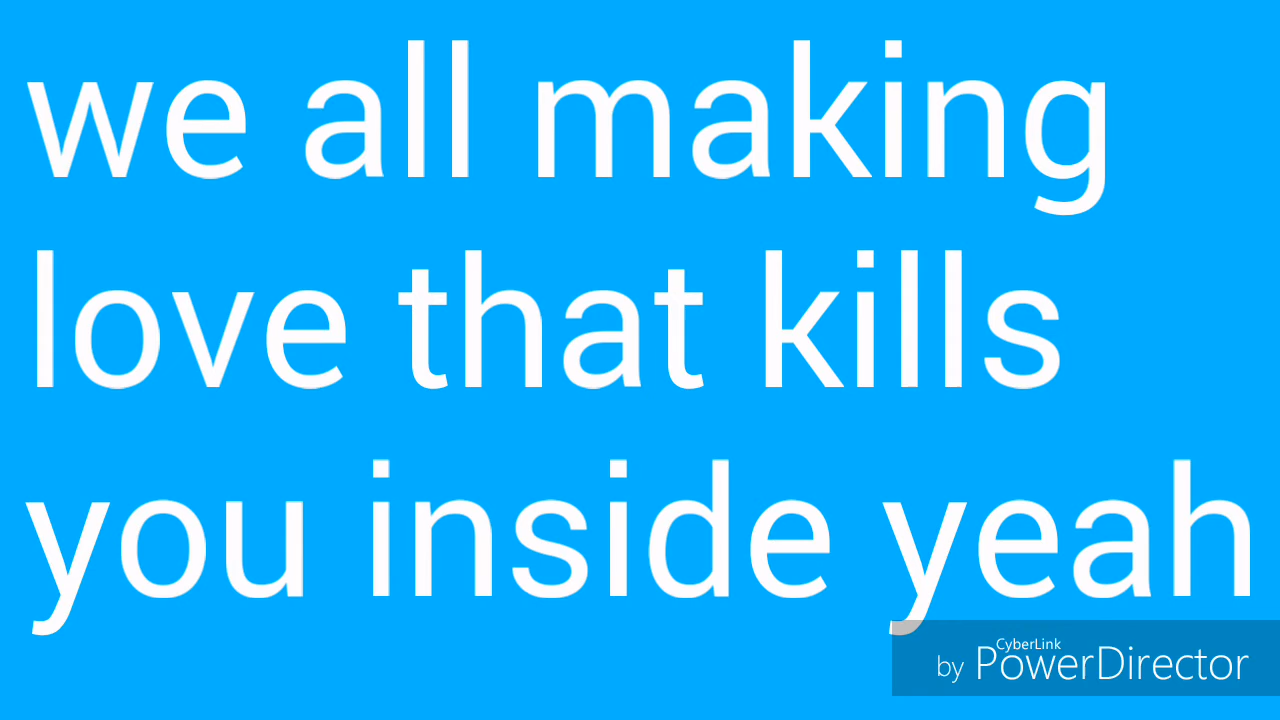 we all making
love that kills
you inside yeah
CyberLink
by PowerDirector